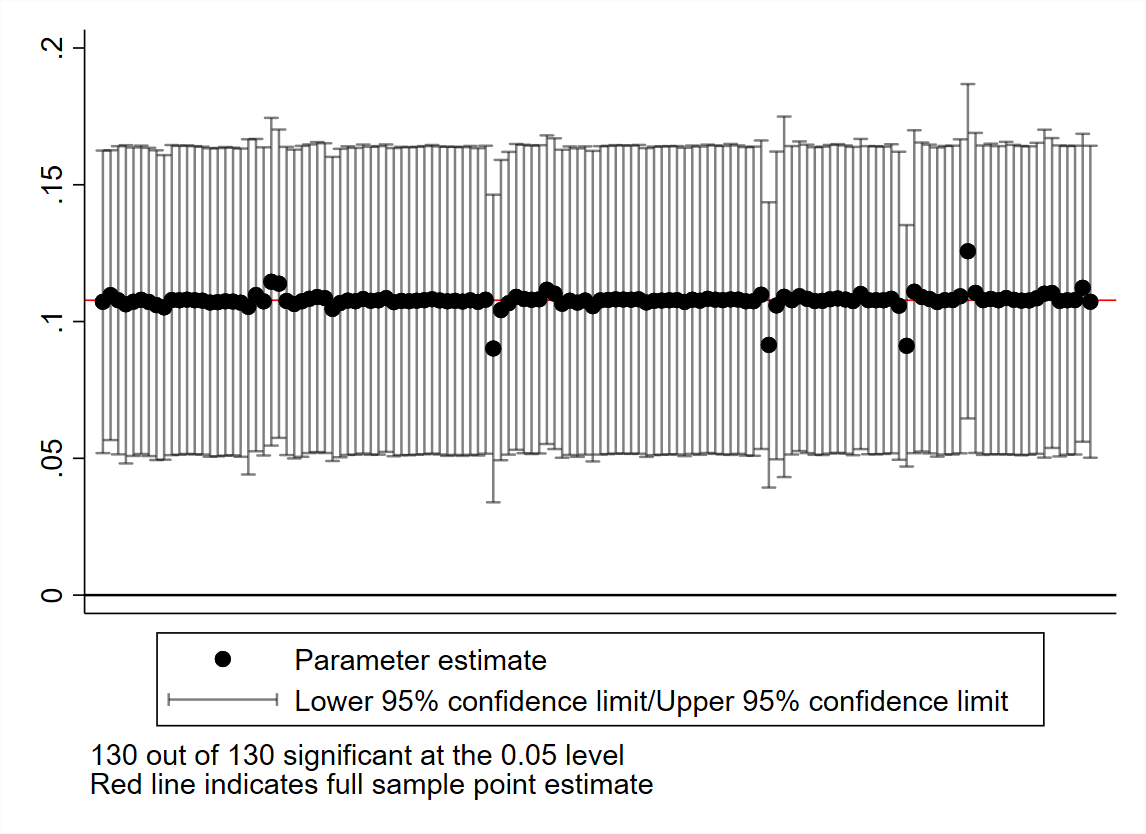 .2
.15
.1
.05
0
Parameter estimate
Lower 95% confidence limit/Upper 95% confidence limit
130 out of 130 significant at the 0.05 level
Red line indicates full sample point estimate